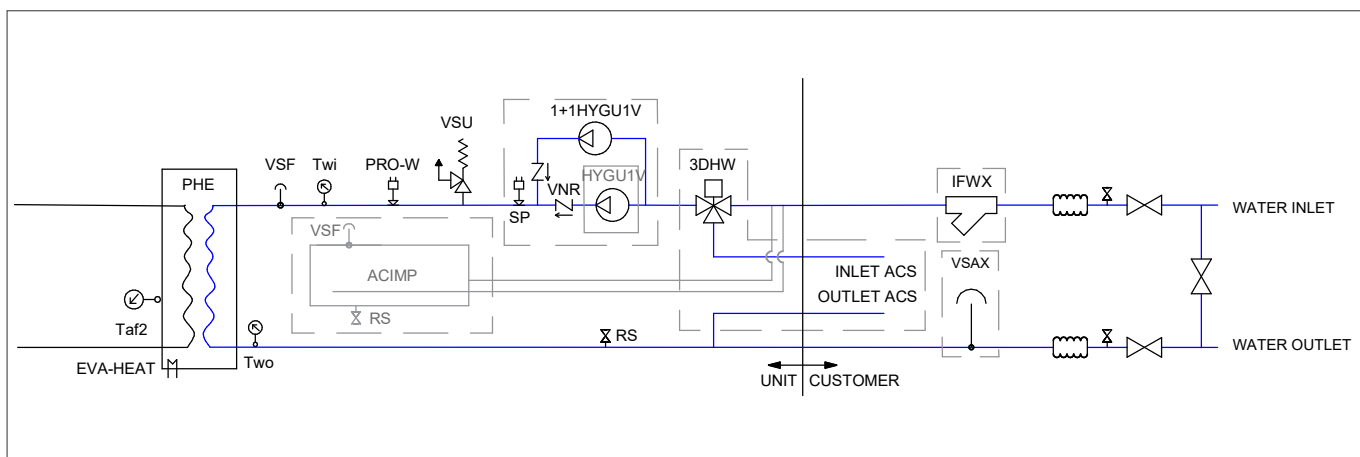 1+1HYGU1V
VSU
3DHW
VSF
Twi
PRO-W
IFWX
PHE
HYGU1V
VNR
WATER INLET
SP
VSF
VSAX
ACIMP
INLET ACS
OUTLET ACS
RS
Taf2
RS
Two
WATER OUTLET
EVA-HEAT
UNIT
CUSTOMER